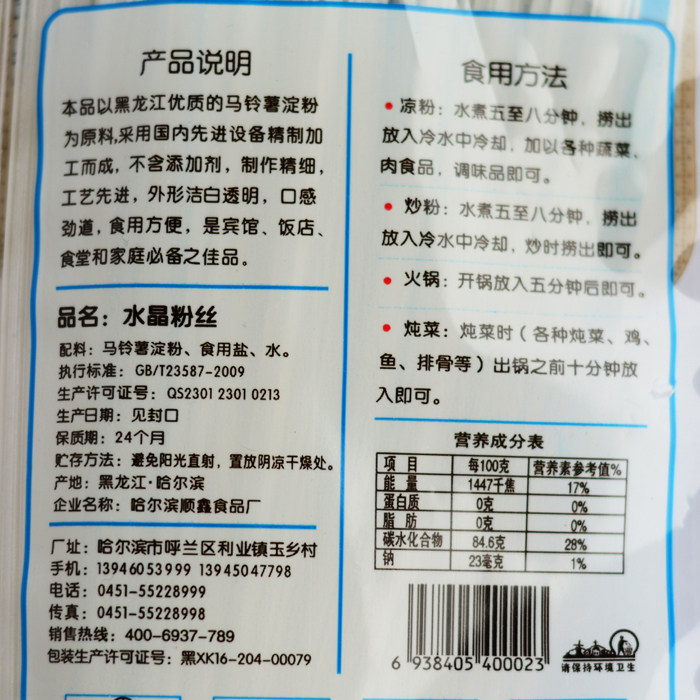 产品说明
本品以黑龙江优质的马铃薯淀粉
为原料,采用国内先进设备精制加
工而成，不含添加剂，制作精细，
工艺先进，外形洁白透明，口感
劲道，食用方便，是宾馆、饭店、
食堂和家庭必备之佳品。
品名：水晶粉丝
配料：马铃薯淀粉、食用盐、水。
执行标准：GB/T23587-2009
生产许可证号：QS2301 2301 0213
生产日期：见封口
保质期：24个月
贮存方法：避免阳光直射，置放阴凉干燥处。
产地：黑龙江·哈尔滨
企业名称：哈尔滨顺鑫食品厂
厂址：哈尔滨市呼兰区利业镇玉乡村
手机：13946053999 13945047798
电话：0451-55228999
传真：0451-55228998
销售热线：400-6937-789
包装生产许可证号：黑XK16-204-00079
食用方法
• 凉粉：水煮五至八分钟，捞出
放入冷水中冷却，加以各种蔬菜，
肉食品，调味品即可。
• 炒粉：水煮五至八分钟，捞出
放入冷水中冷却，炒时捞出即可。
• 火锅：开锅放入五分钟后即可。
• 炖菜：炖菜时（各种炖菜、鸡、
鱼、排骨等）出锅之前十分钟放
入即可。
营养成分表
项目 每100克 营养素参考值%
能量 1447千焦 17%
蛋白质 0克 0%
脂肪 0克 0%
碳水化合物 84.6克 28%
钠 23毫克 1%
6 938405 400023
请保持环境卫生